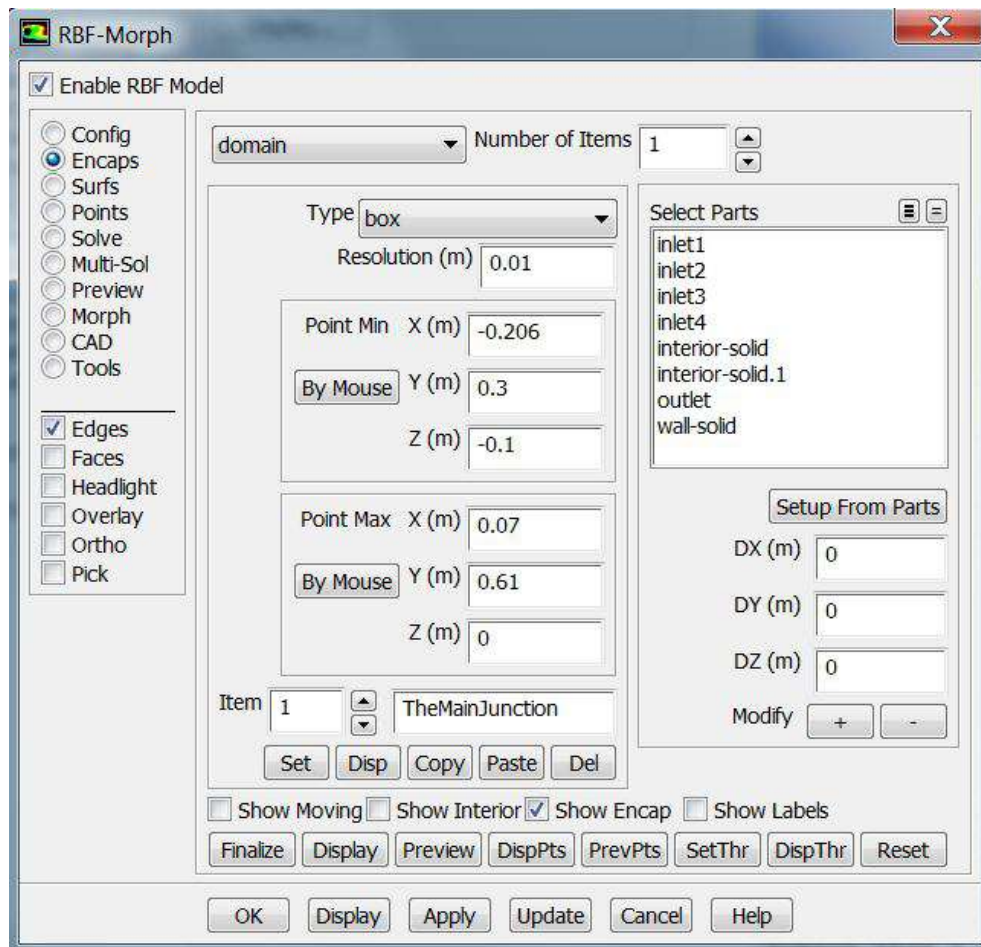 RBF-Morph
X
Enable RBF Model
Config
Encaps
Surfs
Points
Solve
Multi-Sol
Preview
Morph
CAD
Tools
Edges
Faces
Headlight
Overlay
Ortho
Pick
domain
Number of Items 1
Type box
Resolution (m) 0.01
Point Min X (m) -0.206
By Mouse Y (m) 0.3
Z (m) -0.1
Point Max X (m) 0.07
By Mouse Y (m) 0.61
Z (m) 0
Item 1 TheMainJunction
Set Disp Copy Paste Del
Select Parts =
inlet1
inlet2
inlet3
inlet4
interior-solid
interior-solid.1
outlet
wall-solid
Setup From Parts
DX (m) 0
DY (m) 0
DZ (m) 0
Modify + -
Show Moving Show Interior Show Encap Show Labels
Finalize Display Preview DispPts PrevPts SetThr DispThr Reset
OK Display Apply Update Cancel Help